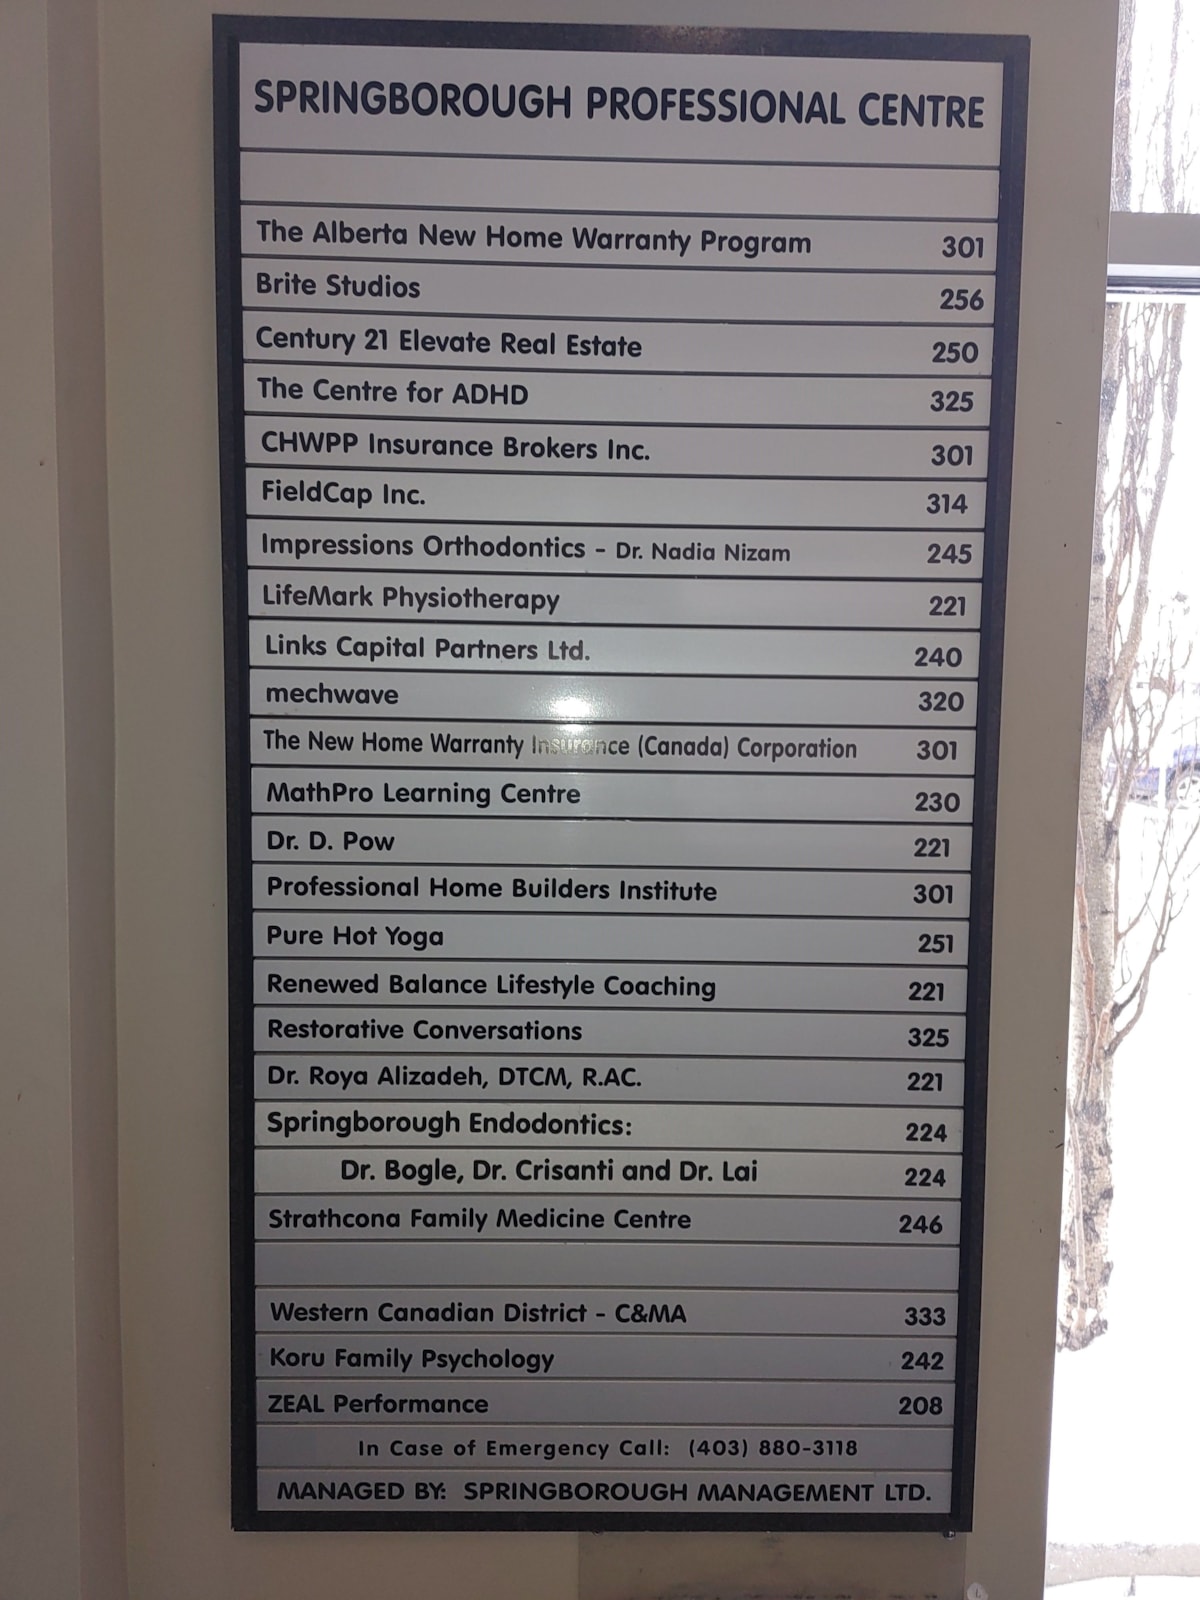 SPRINGBOROUGH PROFESSIONAL CENTRE
The Alberta New Home Warranty Program 301
Brite Studios 256
Century 21 Elevate Real Estate 250
The Centre for ADHD 325
CHWPP Insurance Brokers Inc. 301
FieldCap Inc. 314
Impressions Orthodontics - Dr. Nadia Nizam 245
LifeMark Physiotherapy 221
Links Capital Partners Ltd. 240
mechwave 320
The New Home Warranty Insurance (Canada) Corporation 301
MathPro Learning Centre 230
Dr. D. Pow 221
Professional Home Builders Institute 301
Pure Hot Yoga 251
Renewed Balance Lifestyle Coaching 221
Restorative Conversations 325
Dr. Roya Alizadeh, DTCM, R.AC. 221
Springborough Endodontics: 224
Dr. Bogle, Dr. Crisanti and Dr. Lai 224
Strathcona Family Medicine Centre 246
Western Canadian District - C&MA 333
Koru Family Psychology 242
ZEAL Performance 208
In Case of Emergency Call: (403) 880-3118
MANAGED BY: SPRINGBOROUGH MANAGEMENT LTD.